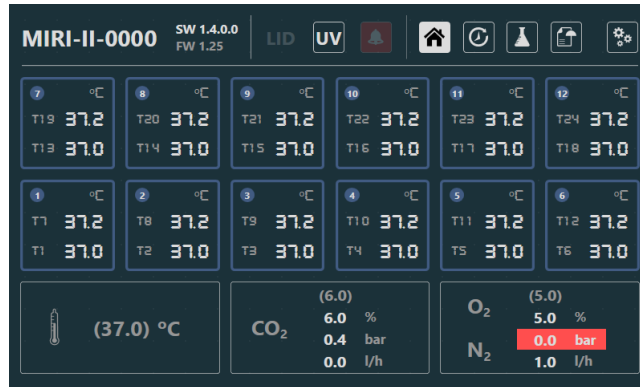 MIRI-II-0000 SW 1.4.0.0 LID UV
FW 1.25
7 °C 8 °C 9 °C 10 °C 11 °C 12 °C
T19 37.2 T20 37.2 T21 37.2 T22 37.2 T23 37.2 T24 37.2
T13 37.0 T14 37.0 T15 37.0 T16 37.0 T17 37.0 T18 37.0
1 °C 2 °C 3 °C 4 °C 5 °C 6 °C
T7 37.2 T8 37.2 T9 37.2 T10 37.2 T11 37.2 T12 37.2
T1 37.0 T2 37.0 T3 37.0 T4 37.0 T5 37.0 T6 37.0
(37.0) °C
CO₂
(6.0)
6.0 %
0.4 bar
0.0 l/h
O₂
N₂
(5.0)
5.0 %
0.0 bar
1.0 l/h